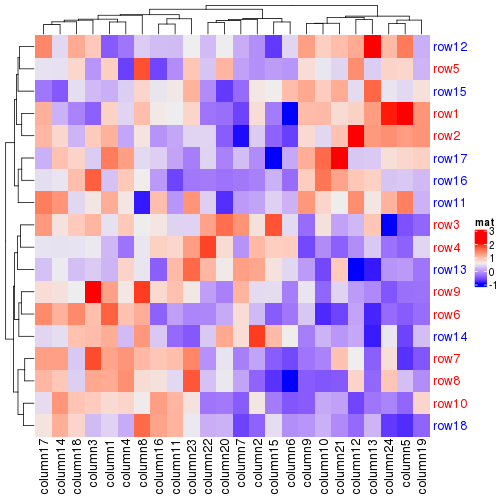 row12
row5
row15
row1
row2
row17
row16
row11
row3
row4
row13
row9
row6
row14
row7
row8
row10
row18
mat
3
2
1
0
-1
column17
column14
column18
column3
column1
column4
column8
column16
column11
column23
column22
column20
column7
column2
column15
column6
column9
column10
column21
column12
column13
column24
column5
column19